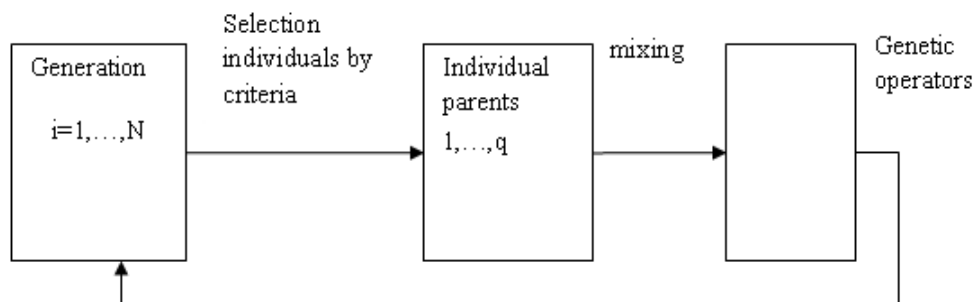 Generation
i=1,…,N
Selection
individuals by
criteria
Individual
parents
1,…,q
mixing
Genetic
operators